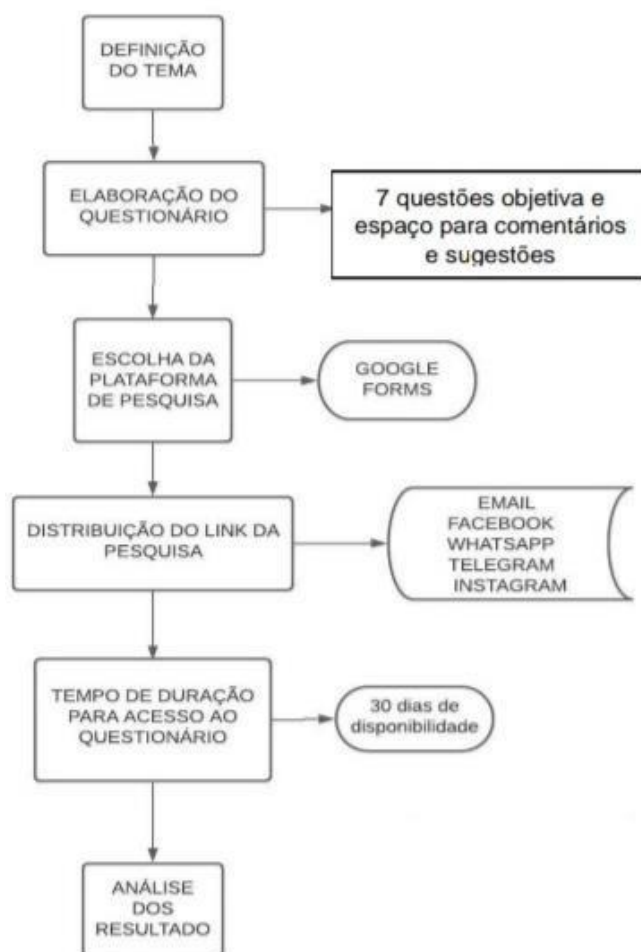 DEFINIÇÃO
DO TEMA
ELABORAÇÃO DO
QUESTIONÁRIO
7 questões objetiva e
espaço para comentários
e sugestões
ESCOLHA DA
PLATAFORMA
DE PESQUISA
GOOGLE
FORMS
DISTRIBUIÇÃO DO LINK DA
PESQUISA
EMAIL
FACEBOOK
WHATSAPP
TELEGRAM
INSTAGRAM
TEMPO DE DURAÇÃO
PARA ACESSO AO
QUESTIONÁRIO
30 dias de
disponibilidade
ANÁLISE
DOS
RESULTADO